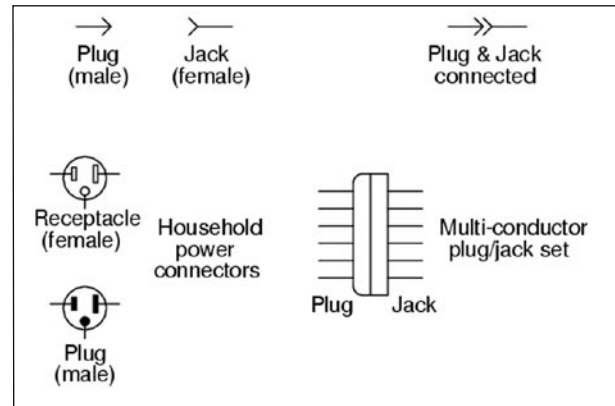 Plug
(male)
Jack
(female)
Plug & Jack
connected
Receptacle
(female)
Household
power
connectors
Multi-conductor
plug/jack set
Plug
Jack
Plug
(male)